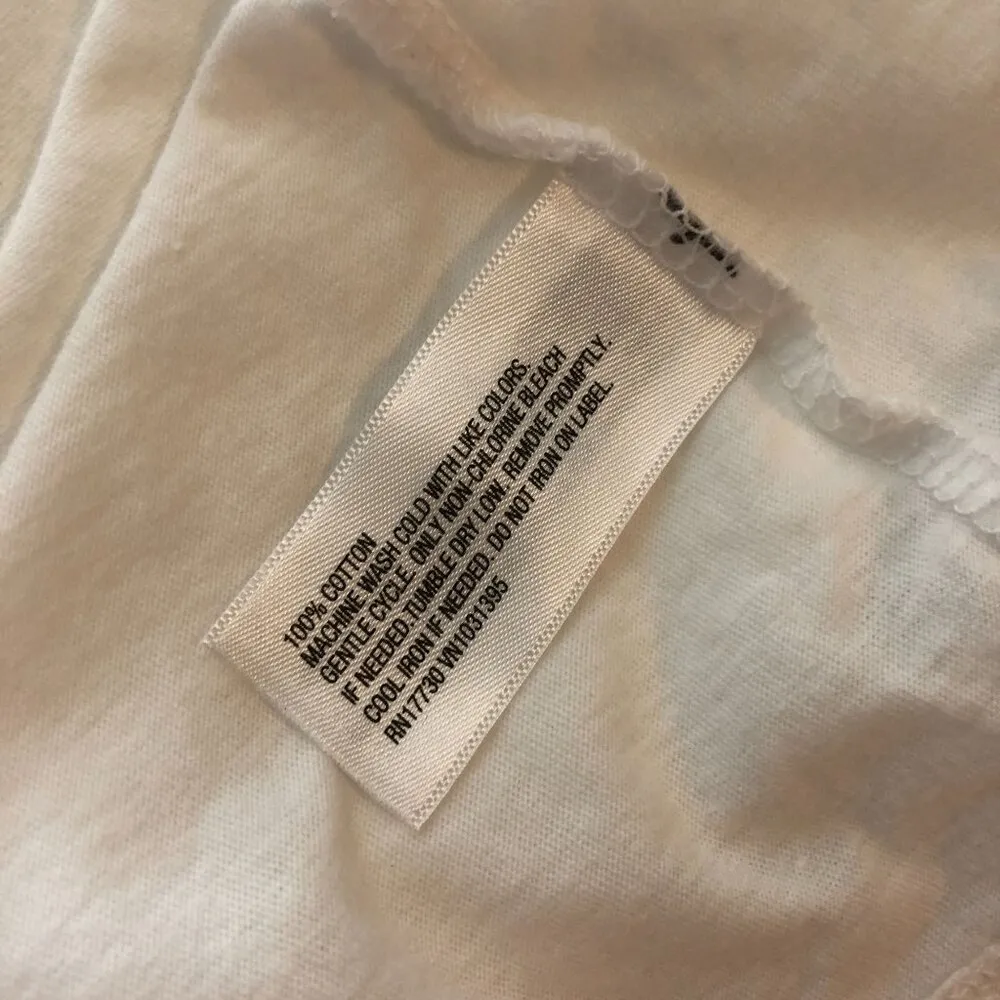 100% COTTON
MACHINE WASH COLD WITH LIKE COLORS,
GENTLE CYCLE. ONLY NON-CHLORINE BLEACH
IF NEEDED.TUMBLE DRY LOW. REMOVE PROMPTLY.
COOL IRON IF NEEDED. DO NOT IRON ON LABEL.
RN17730 VN1031395